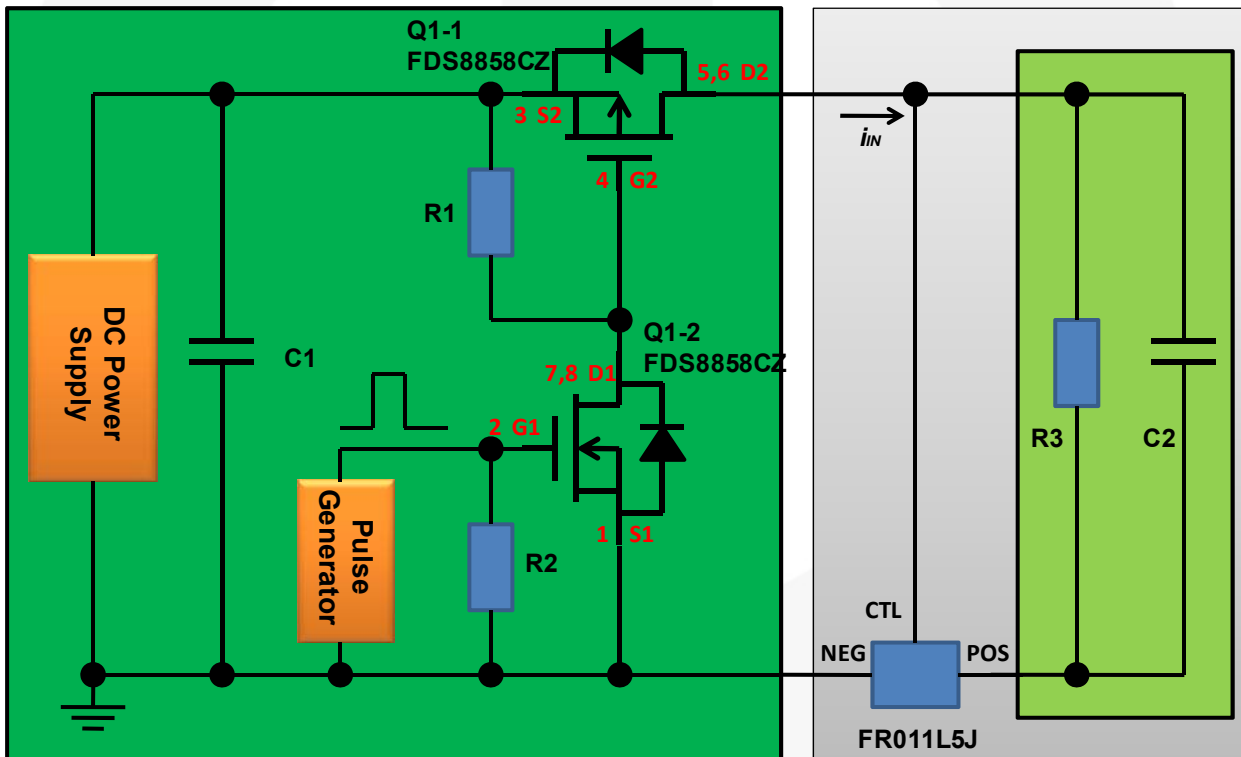 Q1-1
FDS8858CZ
5,6 D2
3 S2
iIN
4 G2
R1
DC Power
Supply
C1
Q1-2
FDS8858CZ
7,8 D1
2 G1
R3
C2
Pulse
Generator
1 S1
R2
CTL
NEG
POS
FR011L5J